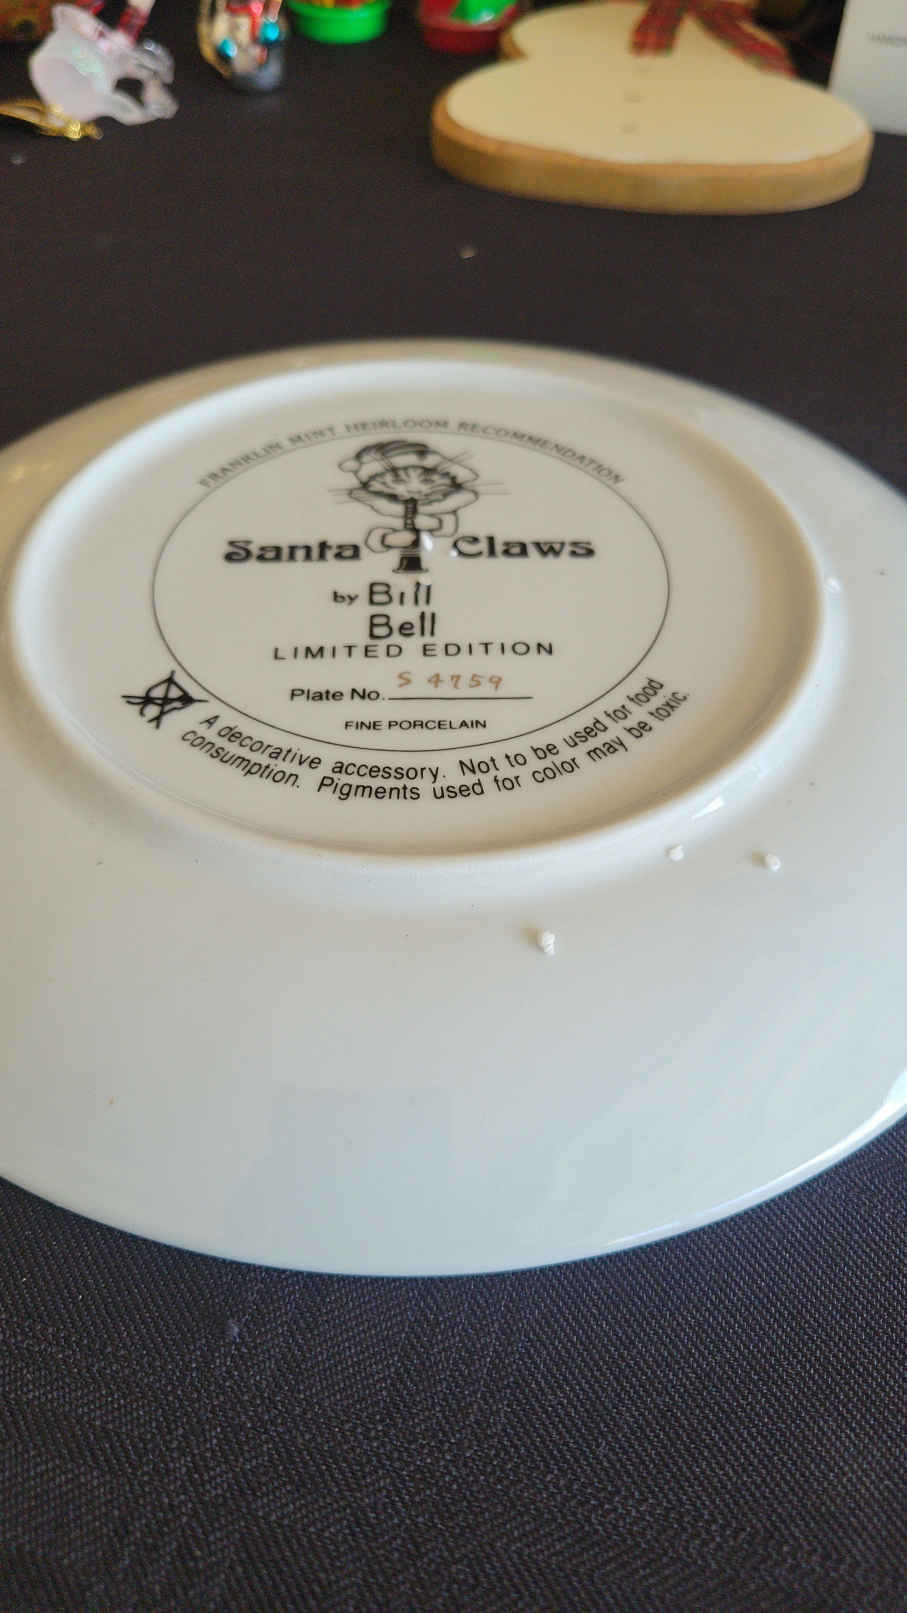 FRANKLIN MINT HEIRLOOM RECOMMENDATION
Santa Claws
by Bill
Bell
LIMITED EDITION
Plate No. S 4759
FINE PORCELAIN
A decorative accessory. Not to be used for food
consumption. Pigments used for color may be toxic.